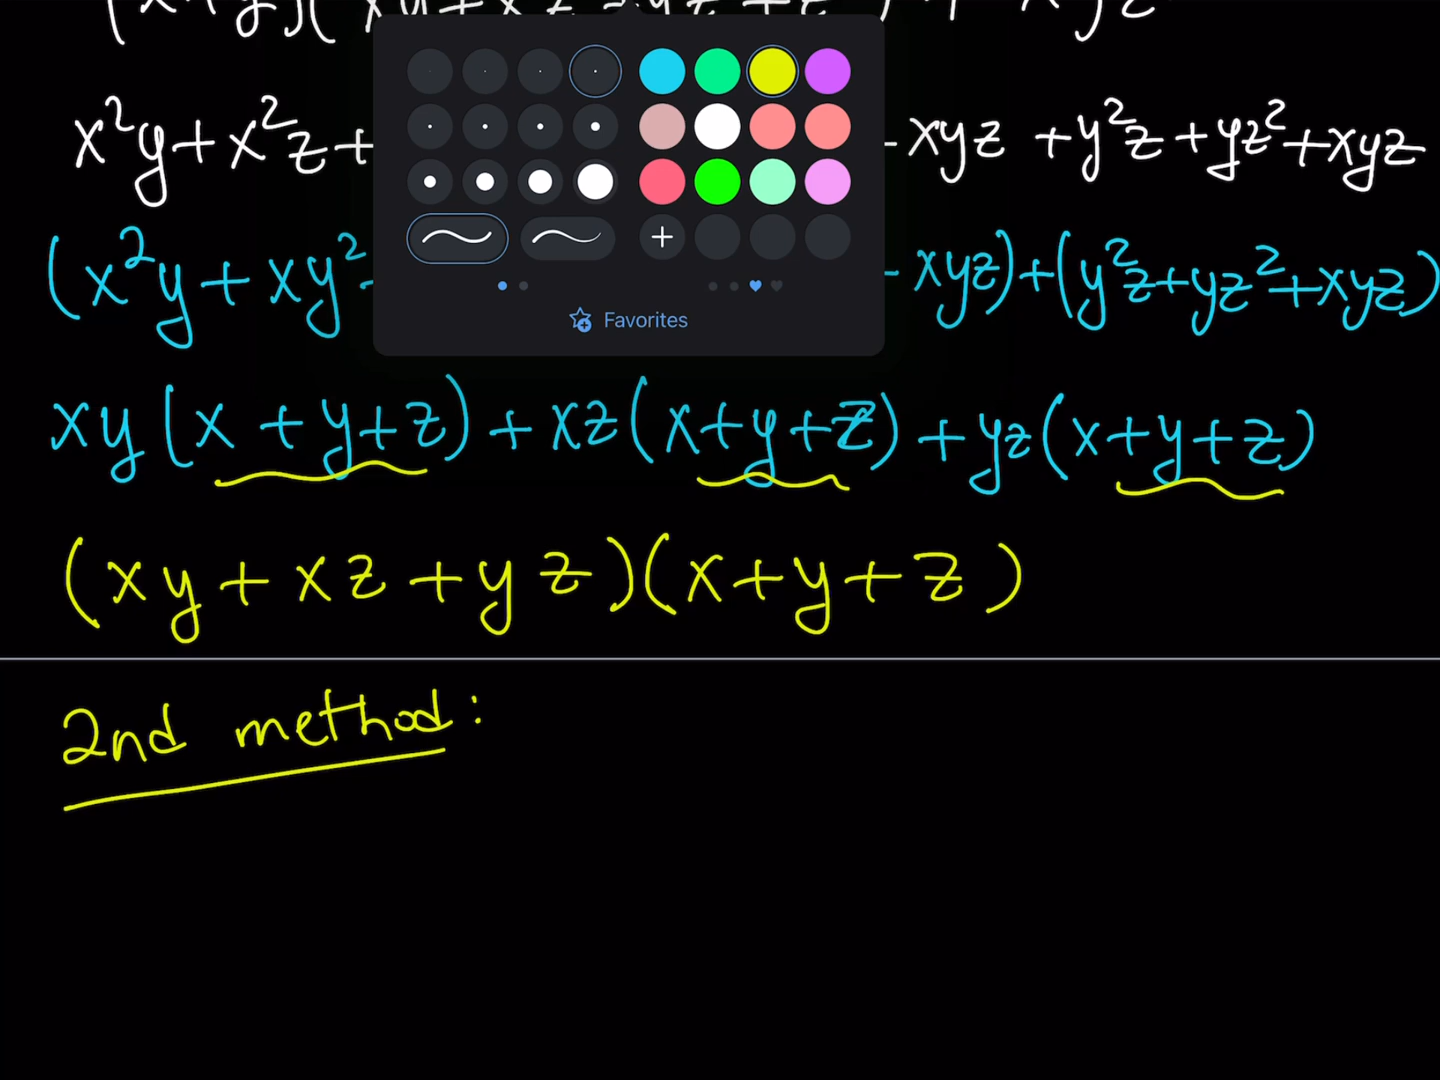 x²y+x²z+ -xyz +y²z+yz²+xyz
(x²y+xy²- -xyz)+(y²z+yz²+xyz)
Favorites
xy(x+y+z)+xz(x+y+z)+yz(x+y+z)
(xy+xz+yz)(x+y+z)
2nd method: